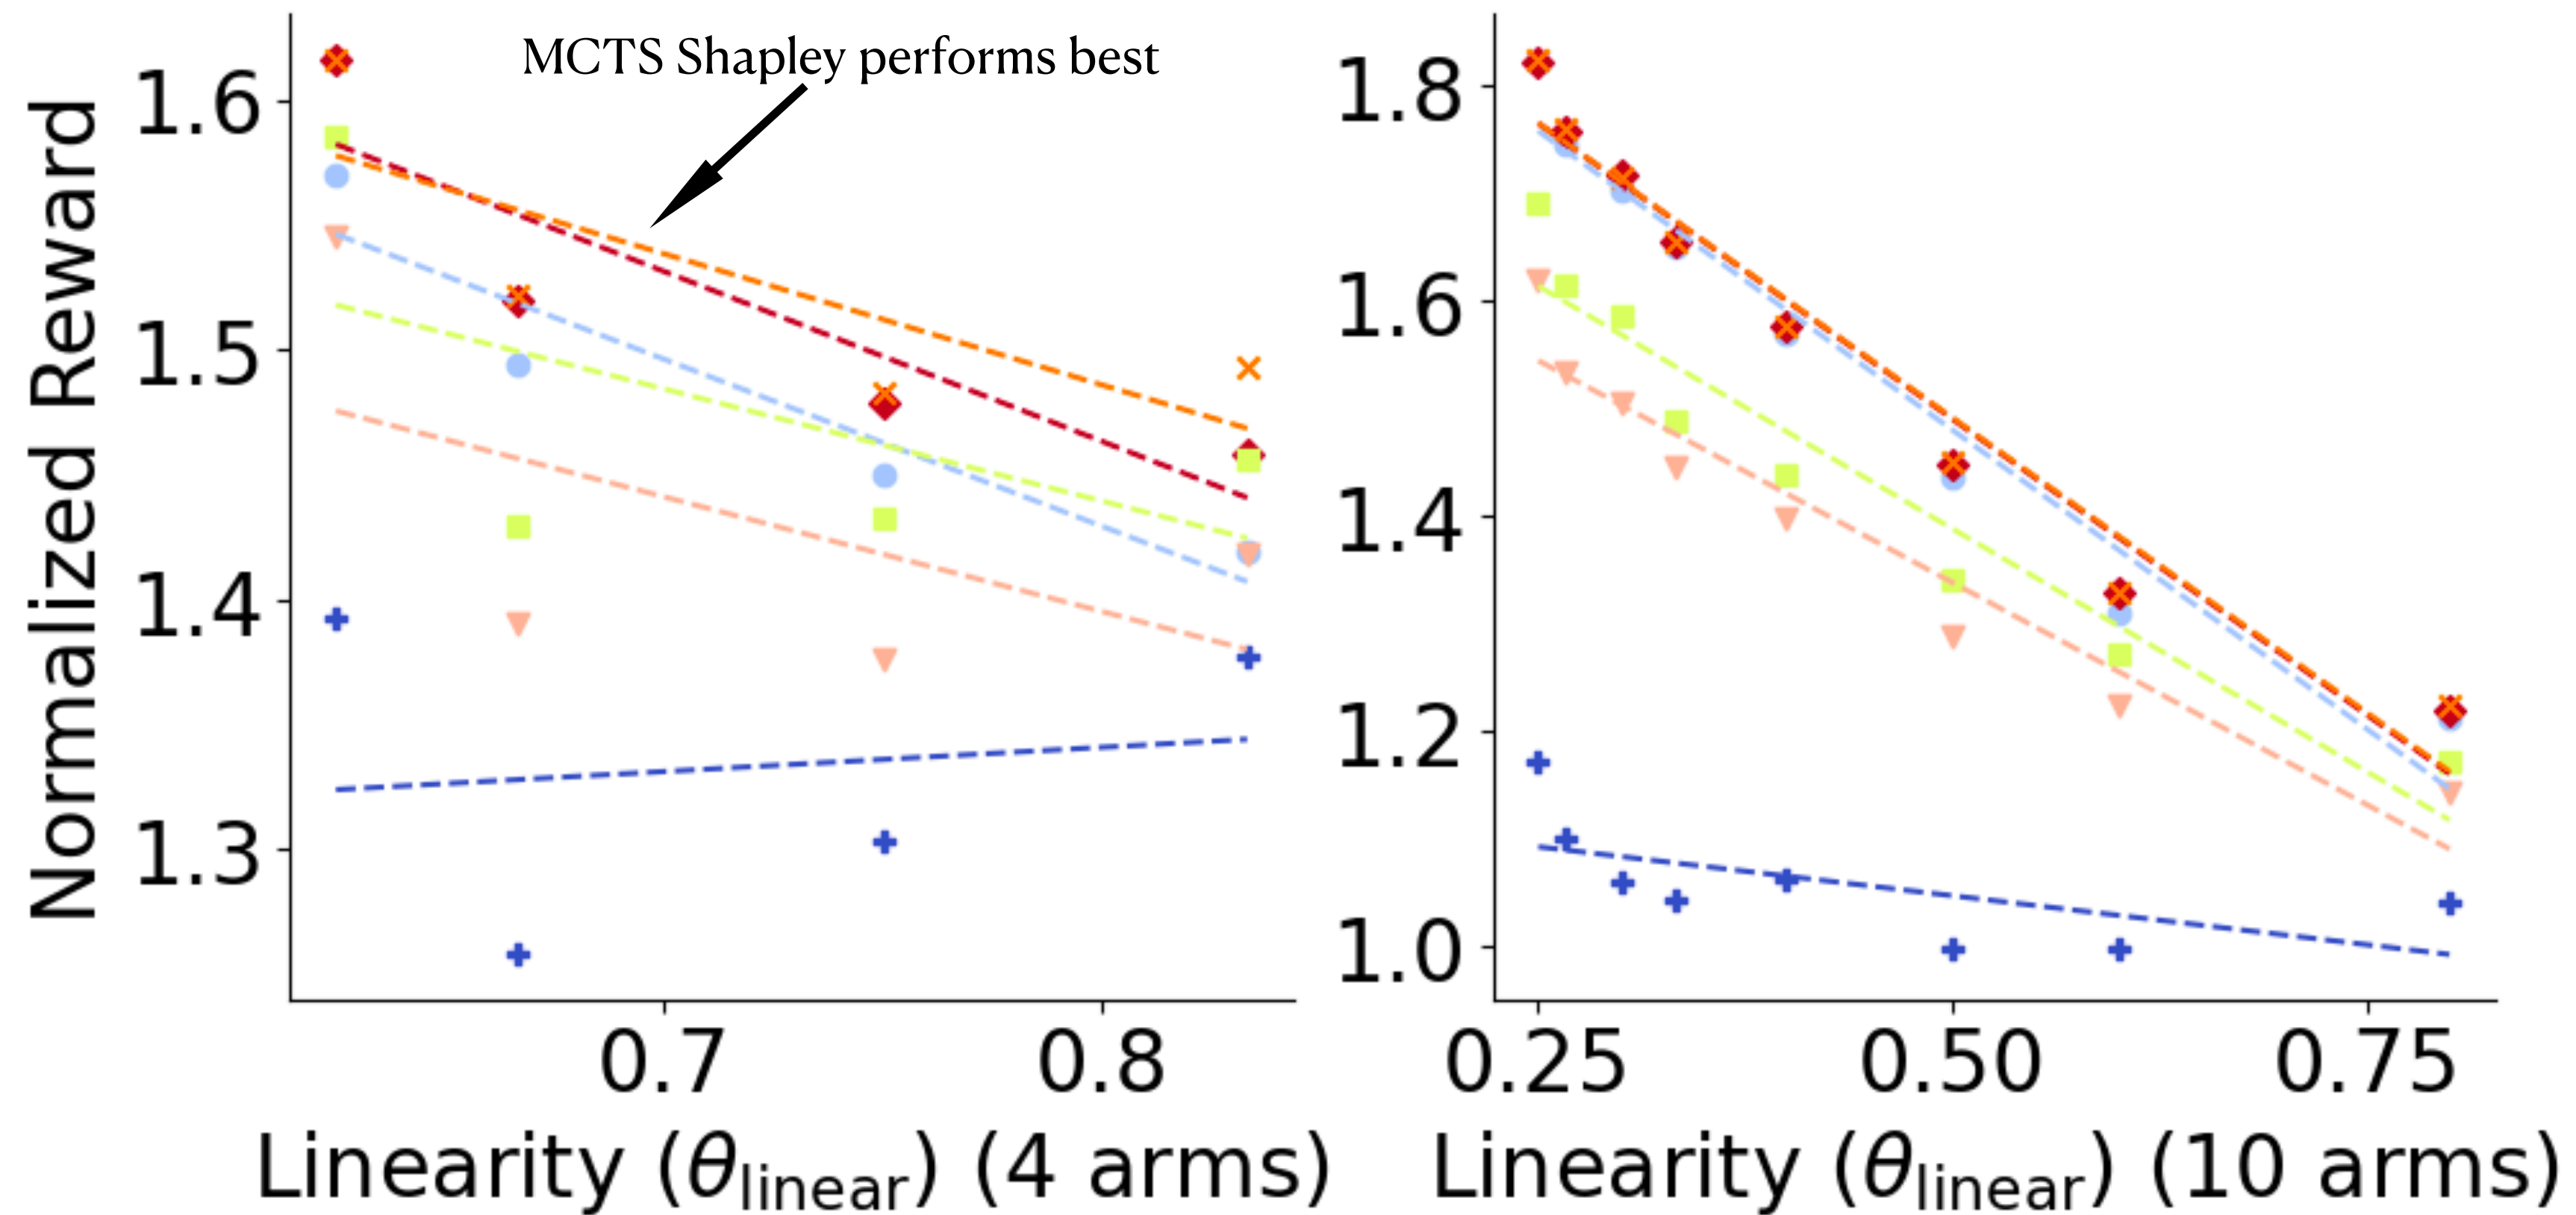 MCTS Shapley performs best
Normalized Reward
1.6
1.5
1.4
1.3
0.7 0.8
Linearity (θlinear) (4 arms)
1.8
1.6
1.4
1.2
1.0
0.25 0.50 0.75
Linearity (θlinear) (10 arms)